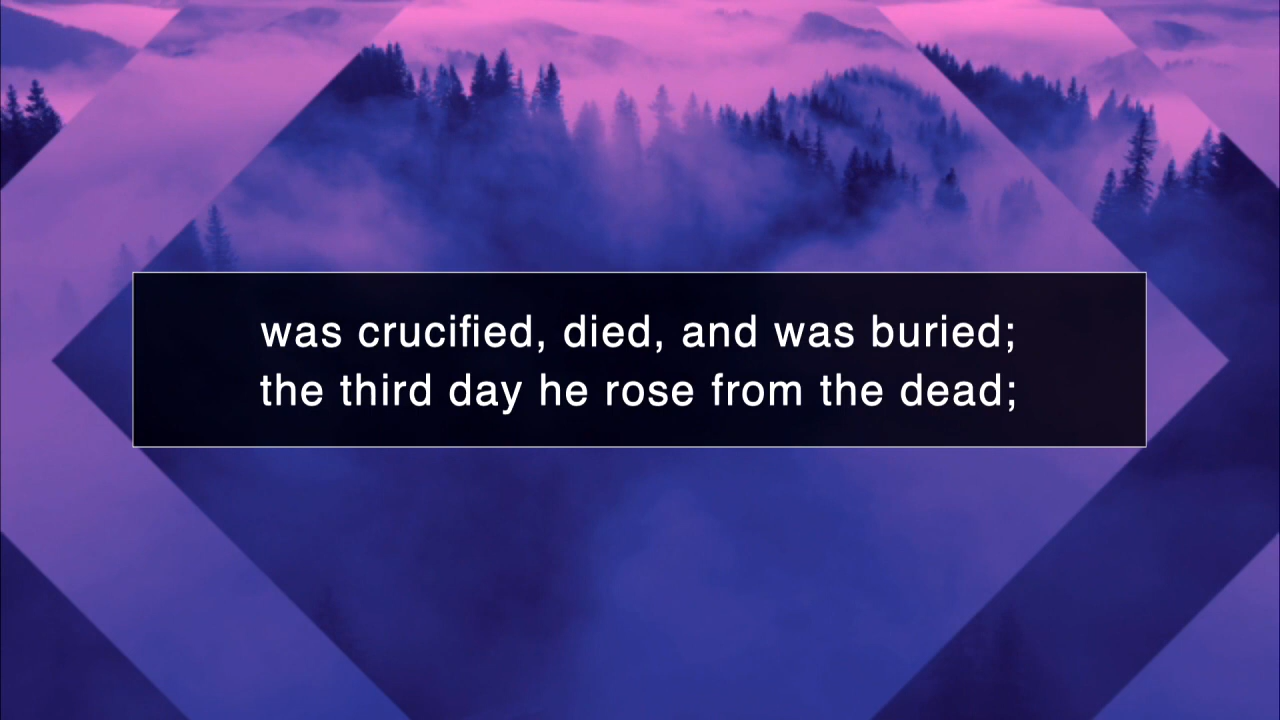 was crucified, died, and was buried;
the third day he rose from the dead;